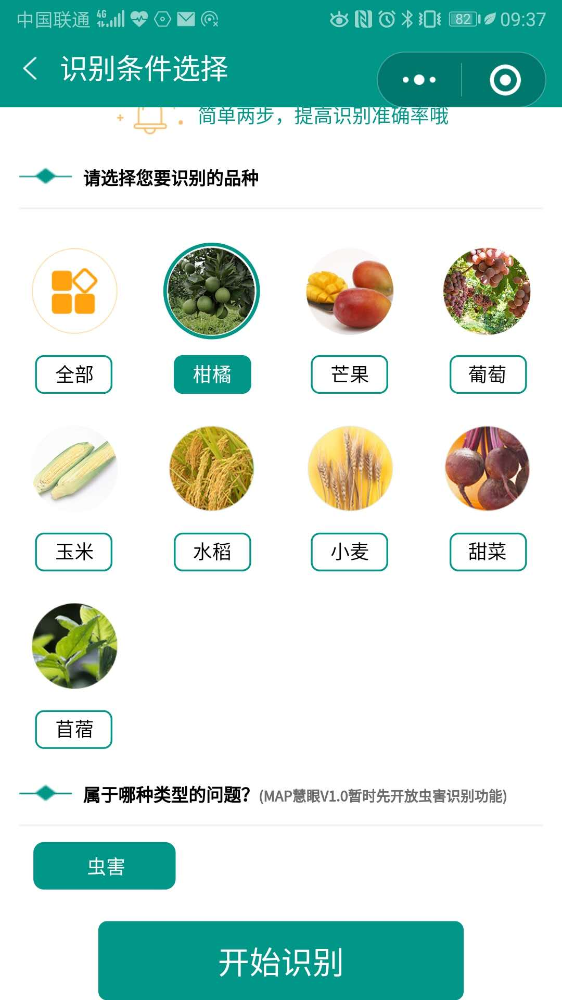 中国联通 4G 82 09:37
识别条件选择
简单两步，提高识别准确率哦
请选择您要识别的品种
全部 柑橘 芒果 葡萄
玉米 水稻 小麦 甜菜
苜蓿
属于哪种类型的问题？(MAP慧眼V1.0暂时先开放虫害识别功能)
虫害
开始识别